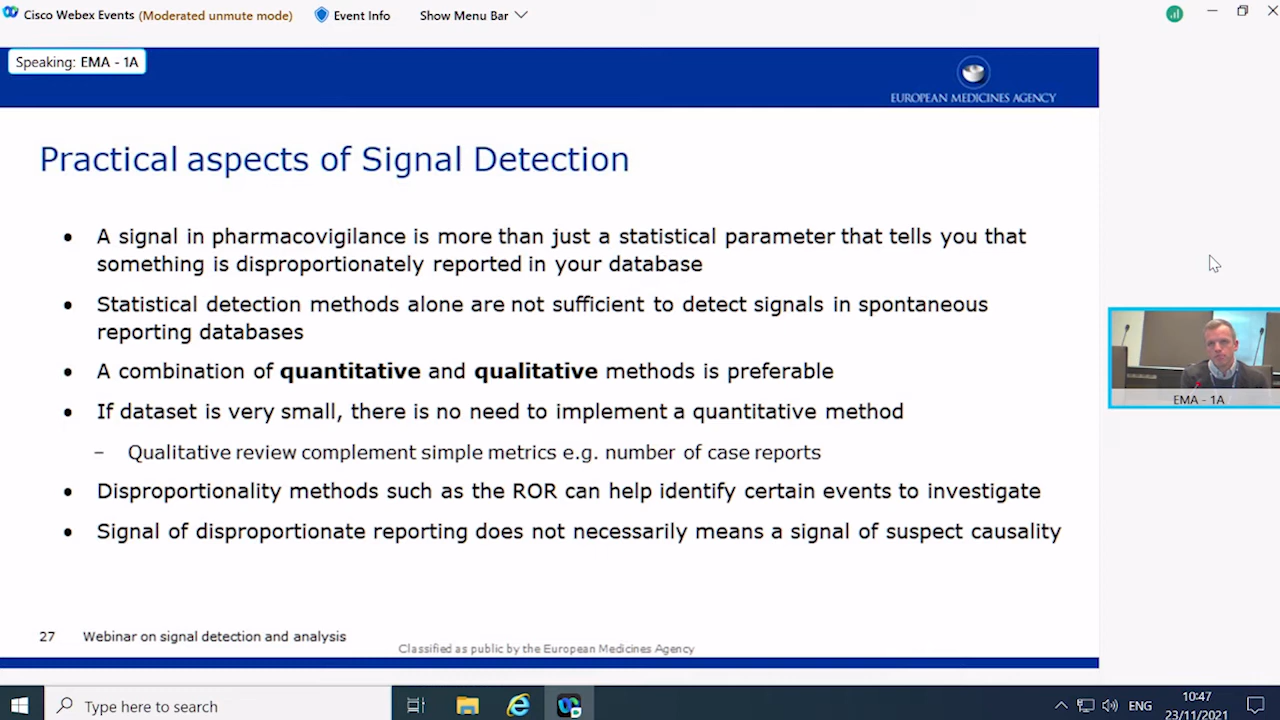 Cisco Webex Events (Moderated unmute mode)
Event Info
Show Menu Bar
Speaking: EMA - 1A
EUROPEAN MEDICINES AGENCY
Practical aspects of Signal Detection
• A signal in pharmacovigilance is more than just a statistical parameter that tells you that
something is disproportionately reported in your database
• Statistical detection methods alone are not sufficient to detect signals in spontaneous
reporting databases
• A combination of quantitative and qualitative methods is preferable
• If dataset is very small, there is no need to implement a quantitative method
– Qualitative review complement simple metrics e.g. number of case reports
• Disproportionality methods such as the ROR can help identify certain events to investigate
• Signal of disproportionate reporting does not necessarily means a signal of suspect causality
EMA - 1A
27 Webinar on signal detection and analysis
Classified as public by the European Medicines Agency
Type here to search
ENG
10:47
23/11/2021